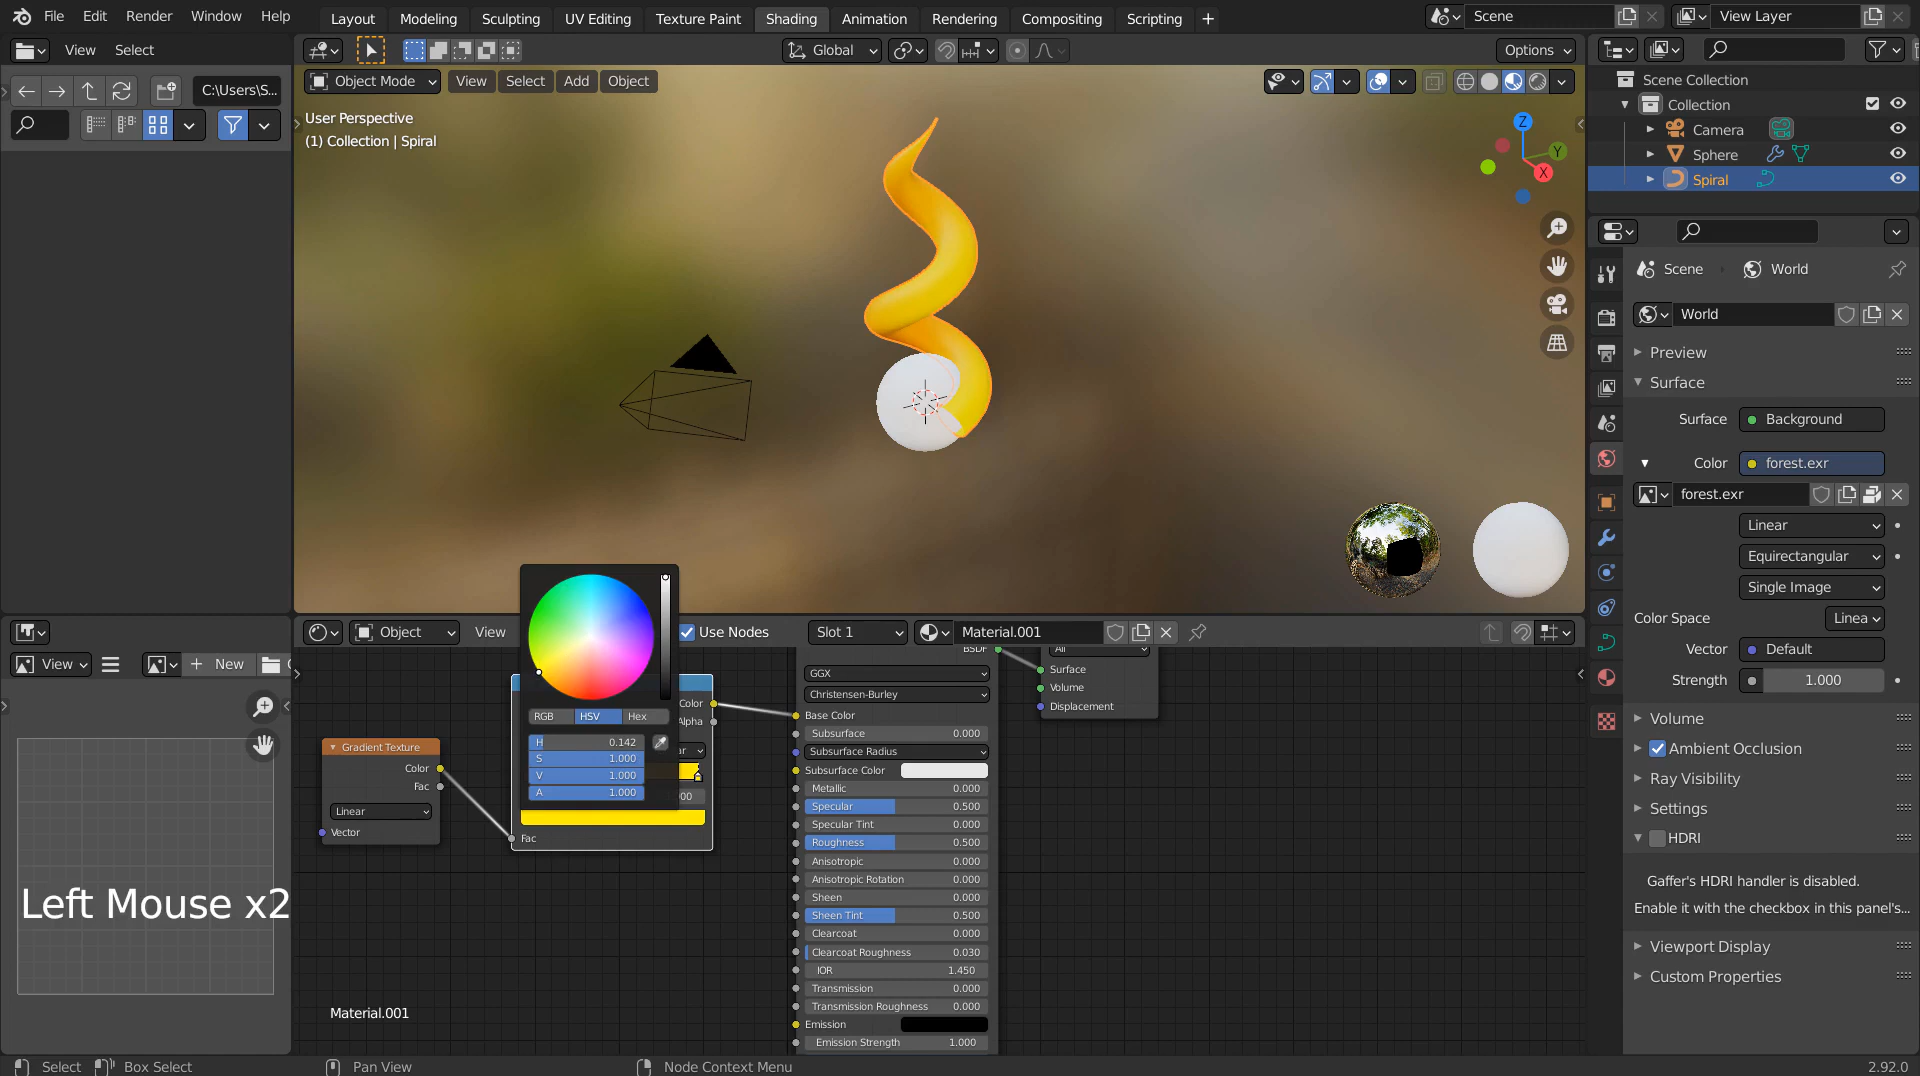 File Edit Render Window Help Layout Modeling Sculpting UV Editing Texture Paint Shading Animation Rendering Compositing Scripting + Scene View Layer
View Select Global Options
Object Mode View Select Add Object
C:\Users\S...
User Perspective
(1) Collection | Spiral
Z
Y
X
Scene Collection
Collection
Camera
Sphere
Spiral
Scene World
World
Preview
Surface
Surface Background
Color forest.exr
forest.exr
Linear
Equirectangular
Single Image
Color Space Linea
Vector Default
Strength 1.000
Volume
Ambient Occlusion
Ray Visibility
Settings
HDRI
Gaffer's HDRI handler is disabled.
Enable it with the checkbox in this panel's...
Viewport Display
Custom Properties
Object View Use Nodes Slot 1 Material.001
View New
RGB HSV Hex
H 0.142
S 1.000
V 1.000
A 1.000
Color
Alpha
ar
00
Fac
Gradient Texture
Color
Fac
Linear
Vector
BSDF
GGX
Christensen-Burley
Base Color
Subsurface 0.000
Subsurface Radius
Subsurface Color
Metallic 0.000
Specular 0.500
Specular Tint 0.000
Roughness 0.500
Anisotropic 0.000
Anisotropic Rotation 0.000
Sheen 0.000
Sheen Tint 0.500
Clearcoat 0.000
Clearcoat Roughness 0.030
IOR 1.450
Transmission 0.000
Transmission Roughness 0.000
Emission
Emission Strength 1.000
All
Surface
Volume
Displacement
Left Mouse x2
Material.001
Select Box Select Pan View Node Context Menu 2.92.0